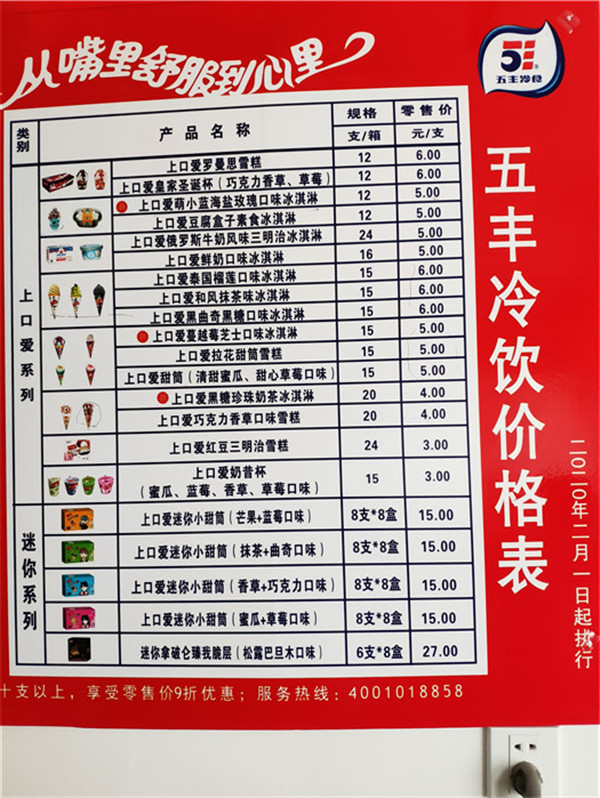 从嘴里舒服到心里
51
五丰冷食
五丰冷饮价格表
二〇二〇年二月一日起执行
类别 产品名称 规格 支/箱 零售价 元/支
上口爱系列
上口爱罗曼思雪糕 12 6.00
上口爱皇家圣诞杯（巧克力香草、草莓） 12 6.00
上口爱萌小蓝海盐玫瑰口味冰淇淋 12 5.00
上口爱豆腐盒子素食冰淇淋 12 5.00
上口爱俄罗斯牛奶风味三明治冰淇淋 24 5.00
上口爱鲜奶口味冰淇淋 16 5.00
上口爱泰国榴莲口味冰淇淋 15 6.00
上口爱和风抹茶味冰淇淋 15 6.00
上口爱黑曲奇黑糖口味冰淇淋 15 6.00
上口爱蔓越莓芝士口味冰淇淋 15 5.00
上口爱拉花甜筒雪糕 15 5.00
上口爱甜筒（清甜蜜瓜、甜心草莓口味） 15 5.00
上口爱黑糖珍珠奶茶冰淇淋 20 4.00
上口爱巧克力香草口味雪糕 20 4.00
上口爱红豆三明治雪糕 24 3.00
上口爱奶昔杯
（蜜瓜、蓝莓、香草、草莓口味） 15 3.00
迷你系列
上口爱迷你小甜筒（芒果+蓝莓口味） 8支*8盒 15.00
上口爱迷你小甜筒（抹茶+曲奇口味） 8支*8盒 15.00
上口爱迷你小甜筒（香草+巧克力口味） 8支*8盒 15.00
上口爱迷你小甜筒（蜜瓜+草莓口味） 8支*8盒 15.00
迷你拿破仑臻我脆层（松露巴旦木口味） 6支*8盒 27.00
十支以上，享受零售价9折优惠；服务热线：4001018858